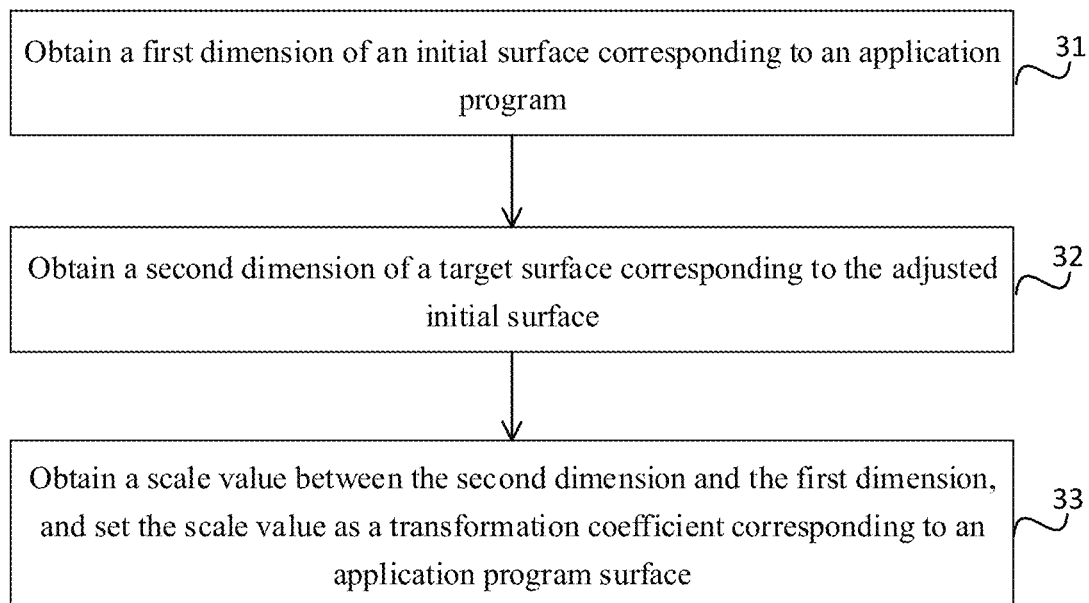 Obtain a first dimension of an initial surface corresponding to an application
program
31
Obtain a second dimension of a target surface corresponding to the adjusted
initial surface
32
Obtain a scale value between the second dimension and the first dimension,
and set the scale value as a transformation coefficient corresponding to an
application program surface
33